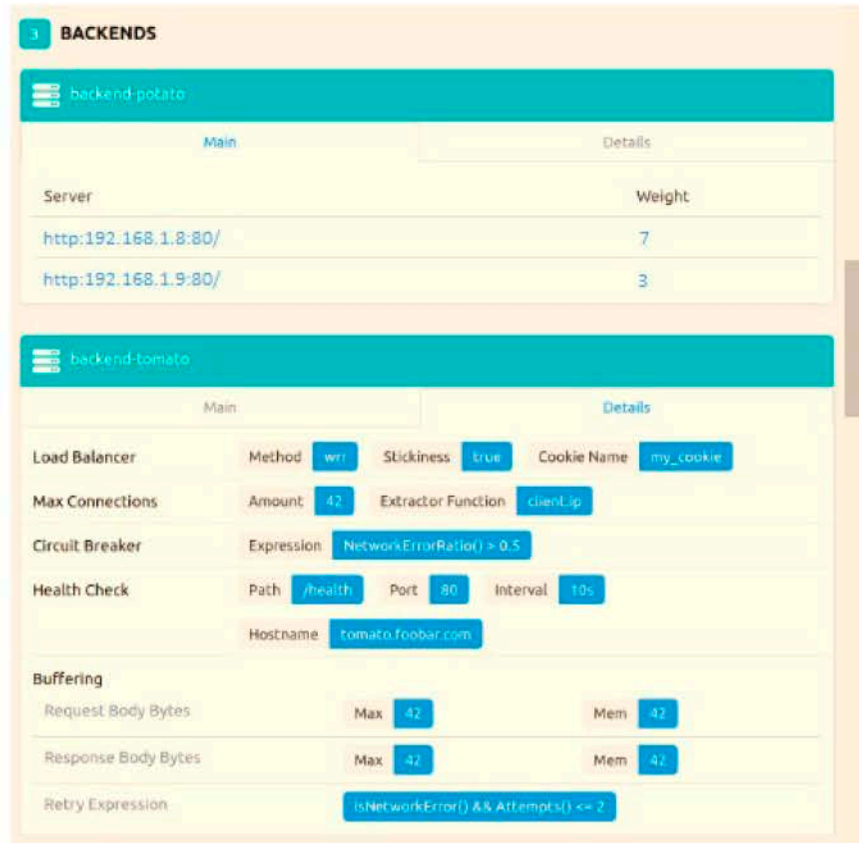 3 BACKENDS
backend-potato
Main Details
Server Weight
http:192.168.1.8:80/ 7
http:192.168.1.9:80/ 3
backend-tomato
Main Details
Load Balancer Method wrr Stickiness true Cookie Name my_cookie
Max Connections Amount 42 Extractor Function client.ip
Circuit Breaker Expression NetworkErrorRatio() > 0.5
Health Check Path /health Port 80 Interval 10s
Hostname tomato.foobar.com
Buffering
Request Body Bytes Max 42 Mem 42
Response Body Bytes Max 42 Mem 42
Retry Expression isNetworkError() && Attempts() <= 2